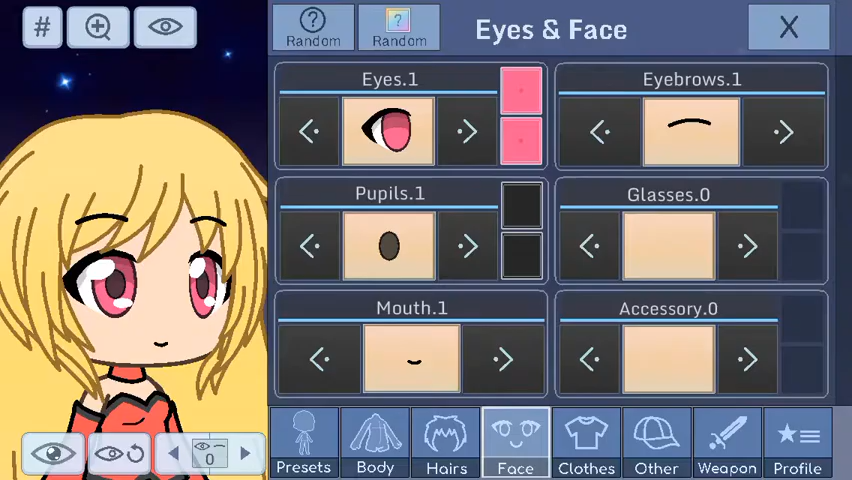 #
?
Random
?
Random
Eyes & Face
X
Eyes.1
Eyebrows.1
Pupils.1
Glasses.0
Mouth.1
Accessory.0
0
Presets
Body
Hairs
Face
Clothes
Other
Weapon
Profile